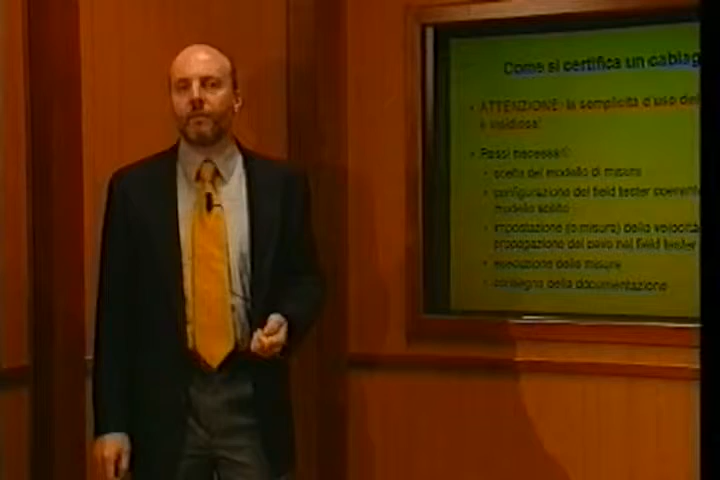 Come si certifica un cablag
• ATTENZIONE: la semplicità d'uso del
è insidiosa!
• Passi necessari:
• scelta del modello di misura
• configurazione del field tester coerente
modello scelto
• impostazione (o misura) della velocità
propagazione del cavo nel field tester
• esecuzione delle misure
• consegna della documentazione